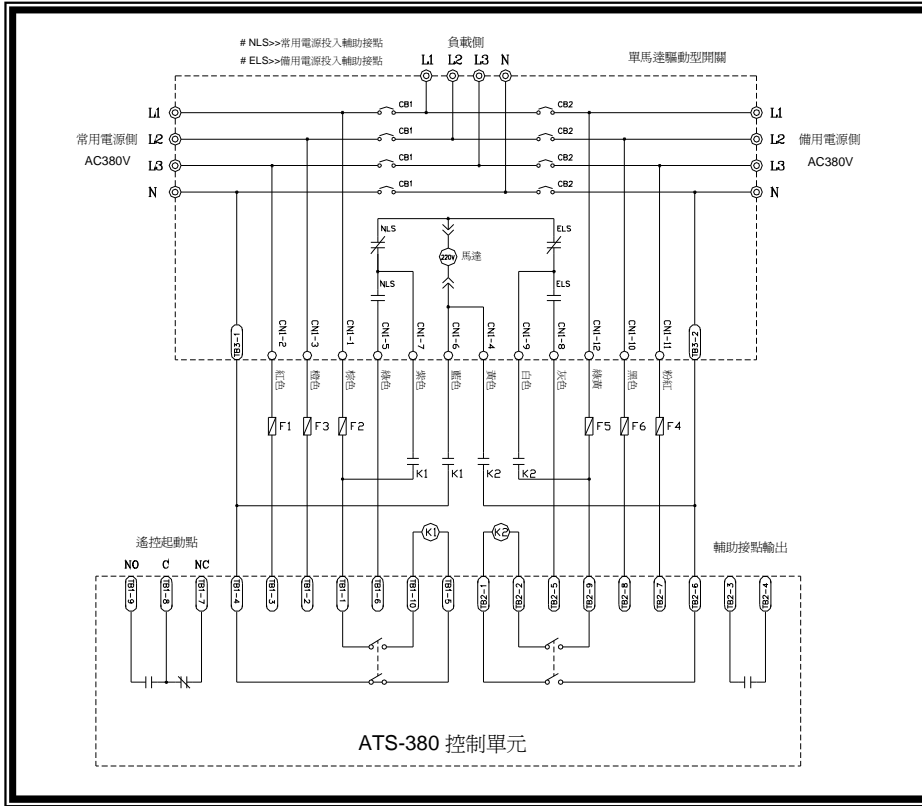 # NLS>>常用電源投入輔助接點
# ELS>>備用電源投入輔助接點
負載側
單馬達驅動型開關
L1 L2 L3 N
L1 CB1 CB2 L1
常用電源側 L2 CB1 CB2 L2 備用電源側
AC380V L3 CB1 CB2 L3 AC380V
N CB1 CB2 N
NLS ELS
220V 馬達
NLS ELS
TB3-1 CN1-2 CN1-3 CN1-1 CN1-5 CN1-7 CN1-6 CN1-4 CN1-9 CN1-8 CN1-12 CN1-10 CN1-11 TB3-2
紅色 橙色 棕色 綠色 紫色 藍色 黃色 白色 灰色 綠黃 黑色 粉紅
F1 F3 F2 F5 F6 F4
K1 K1 K2 K2
K1 K2
遙控起動點 輔助接點輸出
NO C NC
TB1-9 TB1-8 TB1-7 TB1-4 TB1-3 TB1-2 TB1-1 TB1-6 TB1-10 TB1-5 TB2-1 TB2-2 TB2-5 TB2-9 TB2-8 TB2-7 TB2-6 TB2-3 TB2-4
ATS-380 控制單元